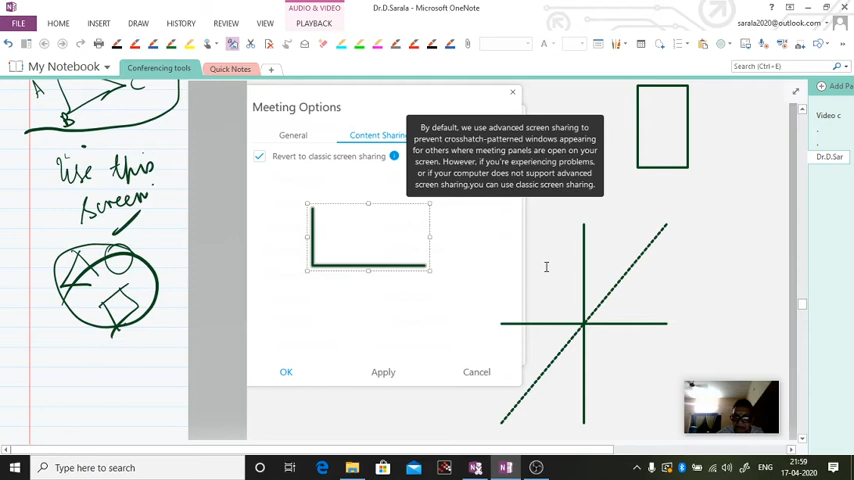 AUDIO & VIDEO
Dr.D.Sarala - Microsoft OneNote
FILE HOME INSERT DRAW HISTORY REVIEW VIEW PLAYBACK
sarala2020@outlook.com
My Notebook
Conferencing tools
Quick Notes
Search (Ctrl+E)
Add Pa
Video c
Dr.D.Sar
A C
B
Use this
screen
Meeting Options
General
Content Sharin
Revert to classic screen sharing
By default, we use advanced screen sharing to
prevent crosshatch-patterned windows appearing
for others where meeting panels are open on your
screen. However, if you're experiencing problems,
or if your computer does not support advanced
screen sharing,you can use classic screen sharing.
OK
Apply
Cancel
Type here to search
ENG
21:59
17-04-2020